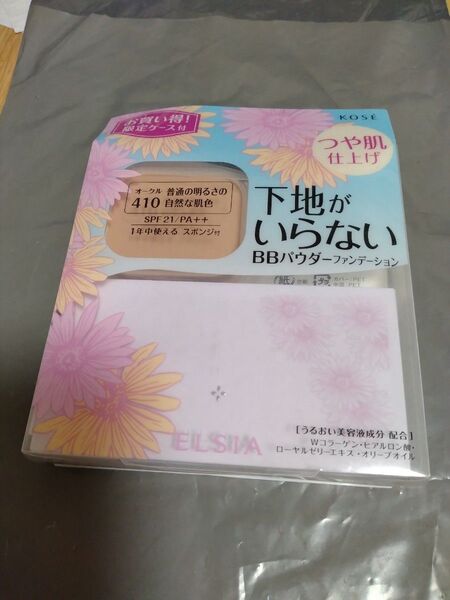 お買い得!
限定ケース付
KOSÉ
つや肌
仕上げ
オークル 普通の明るさの
410 自然な肌色
SPF21/PA++
1年中使える スポンジ付
下地が
いらない
BBパウダーファンデーション
紙
プラ
ELSIA
[うるおい美容液成分 配合]
Wコラーゲン・ヒアルロン酸・
ローヤルゼリーエキス・オリーブオイル